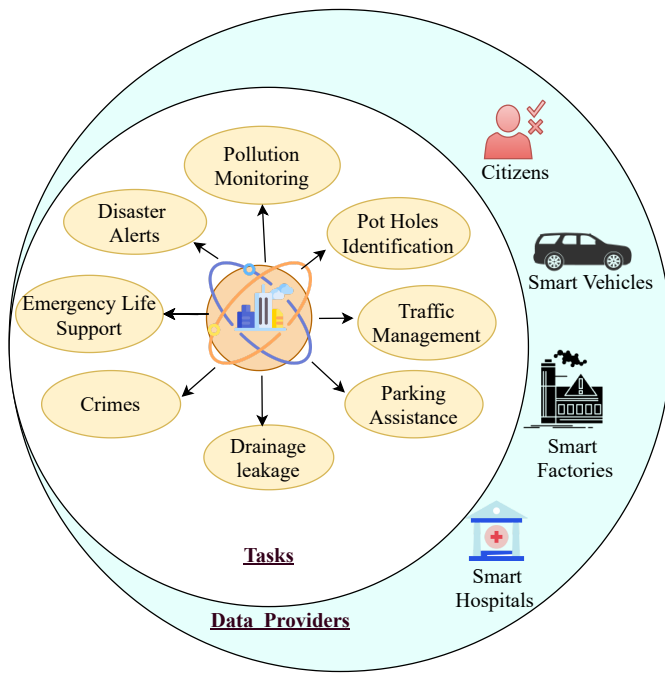 Pollution
Monitoring
Disaster
Alerts
Pot Holes
Identification
Emergency Life
Support
Traffic
Management
Crimes
Parking
Assistance
Drainage
leakage
Tasks
Data Providers
Citizens
Smart Vehicles
Smart
Factories
Smart
Hospitals